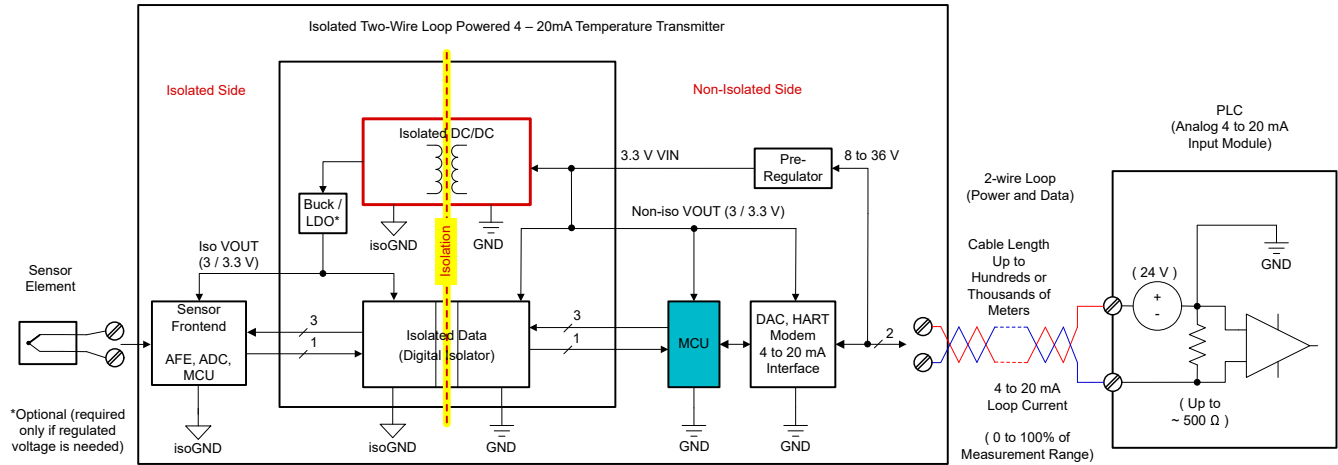 Isolated Two-Wire Loop Powered 4 – 20mA Temperature Transmitter
Isolated Side
Non-Isolated Side
Isolated DC/DC
3.3 V VIN
Pre-
Regulator
8 to 36 V
Buck /
LDO*
isoGND
GND
Non-iso VOUT (3 / 3.3 V)
Isolation
Iso VOUT
(3 / 3.3 V)
Sensor
Element
Sensor
Frontend
AFE, ADC,
MCU
3
1
Isolated Data
(Digital Isolator)
3
1
MCU
DAC, HART
Modem
4 to 20 mA
Interface
2
isoGND
isoGND
GND
GND
GND
*Optional (required
only if regulated
voltage is needed)
2-wire Loop
(Power and Data)
Cable Length
Up to
Hundreds or
Thousands of
Meters
4 to 20 mA
Loop Current
( 0 to 100% of
Measurement Range)
PLC
(Analog 4 to 20 mA
Input Module)
( 24 V )
+
-
GND
( Up to
~ 500 Ω )